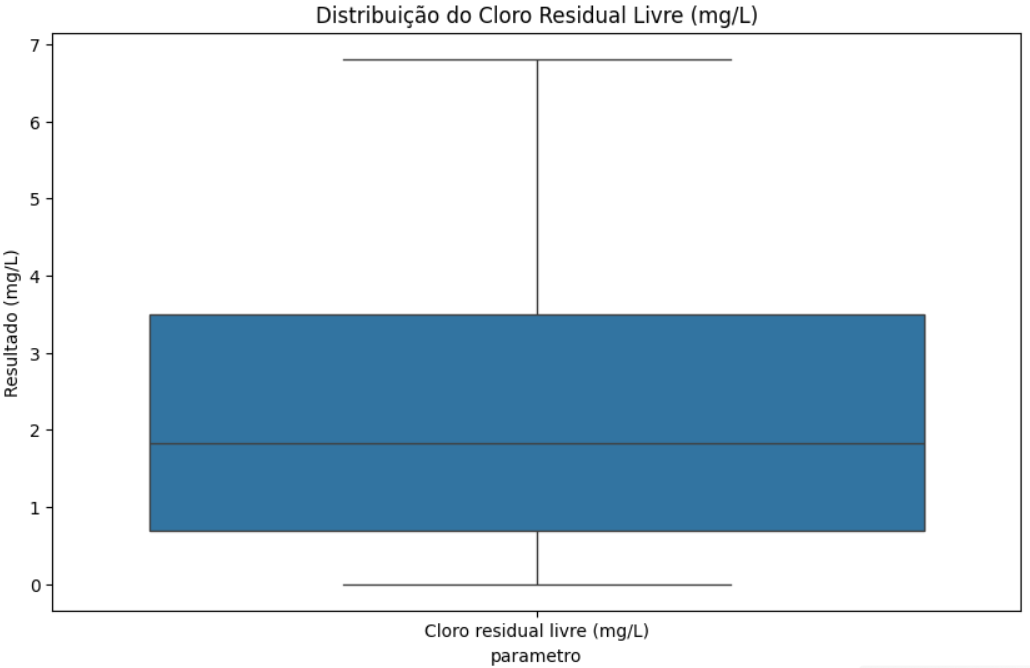 Distribuição do Cloro Residual Livre (mg/L)
7
6
5
4
3
2
1
0
Resultado (mg/L)
Cloro residual livre (mg/L)
parametro